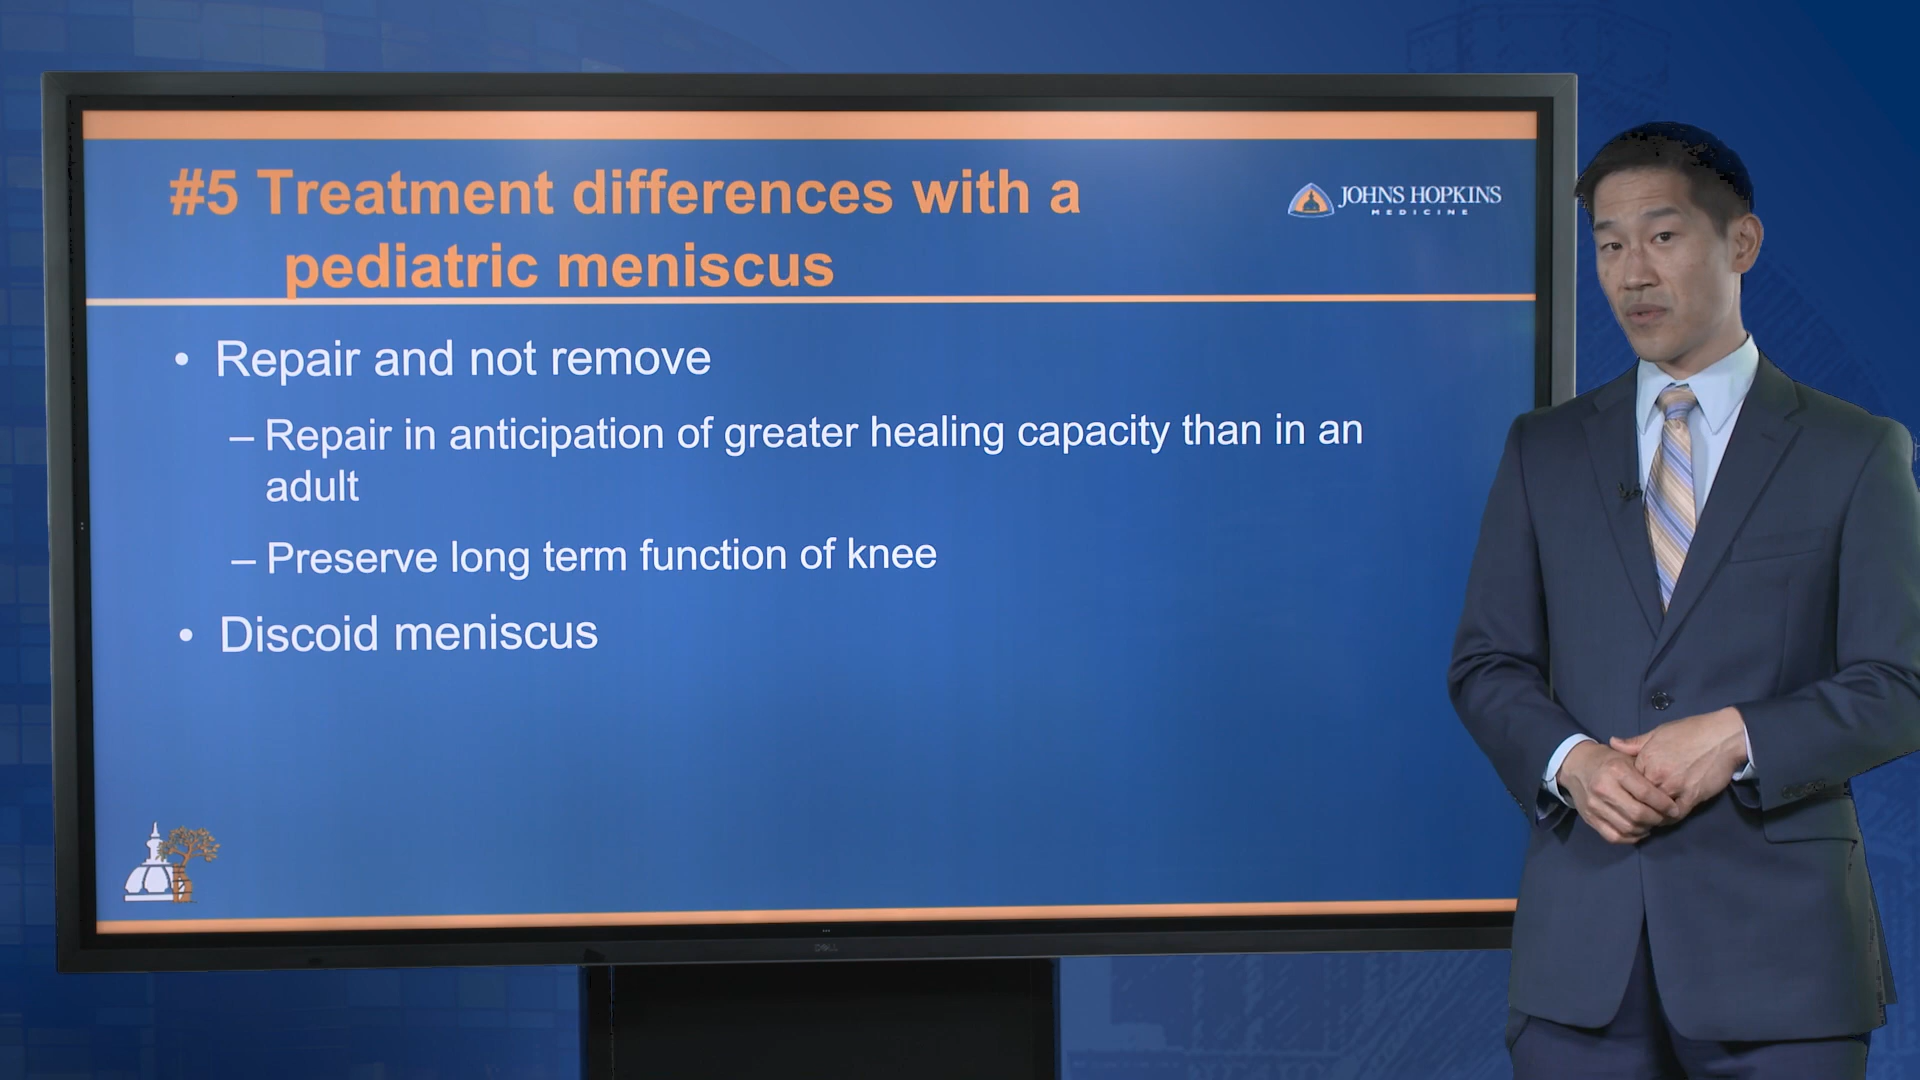 #5 Treatment differences with a
pediatric meniscus
JOHNS HOPKINS
MEDICINE
• Repair and not remove
– Repair in anticipation of greater healing capacity than in an
adult
– Preserve long term function of knee
• Discoid meniscus
DELL